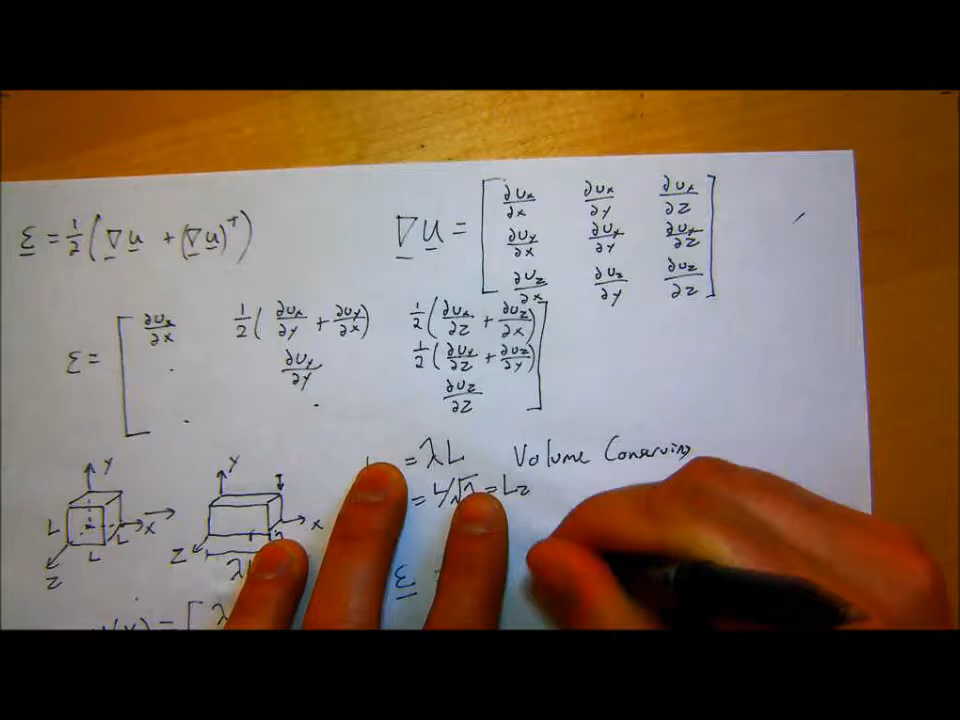 ε = 1/2 (∇u + (∇u)^T)
∇u = [ ∂ux/∂x ∂ux/∂y ∂ux/∂z
∂uy/∂x ∂uy/∂y ∂uy/∂z
∂uz/∂x ∂uz/∂y ∂uz/∂z ]
ε = [ ∂ux/∂x 1/2(∂ux/∂y + ∂uy/∂x) 1/2(∂ux/∂z + ∂uz/∂x)
. ∂uy/∂y 1/2(∂uy/∂z + ∂uz/∂y)
. . ∂uz/∂z ]
= λL Volume Conserving
= L/√λ = Lz
Y L L L X Z →
Y X Z λ
ε
(x) = [ λ